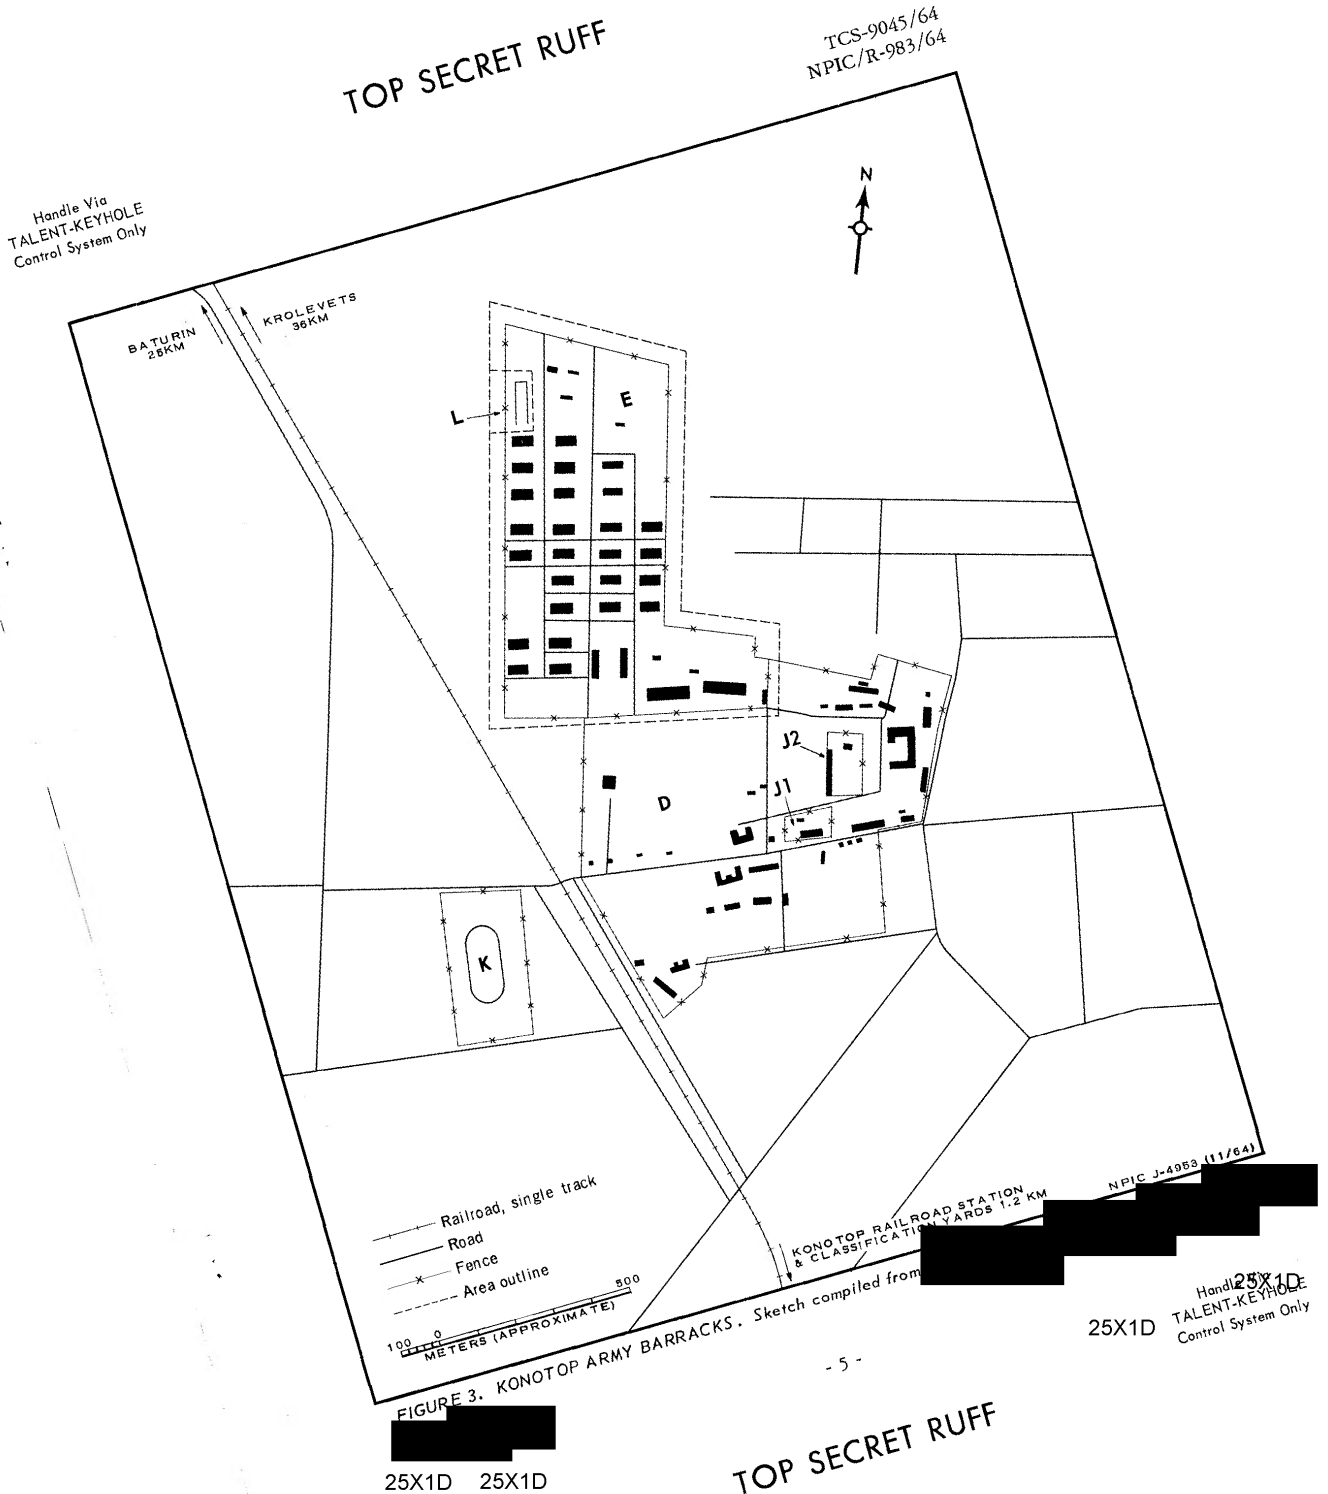 TOP SECRET RUFF
TCS-9045/64
NPIC/R-983/64
Handle Via
TALENT-KEYHOLE
Control System Only
N
BATURIN
25KM
KROLEVETS
36KM
L
E
J2
J1
D
K
Railroad, single track
Road
Fence
Area outline
100 0 500
METERS (APPROXIMATE)
KONOTOP RAILROAD STATION
& CLASSIFICATION YARDS 1.2 KM
NPIC J-4953 (11/64)
FIGURE 3. KONOTOP ARMY BARRACKS. Sketch compiled from
25X1D
25X1D
Handle Via
TALENT-KEYHOLE
Control System Only
- 5 -
25X1D 25X1D
TOP SECRET RUFF